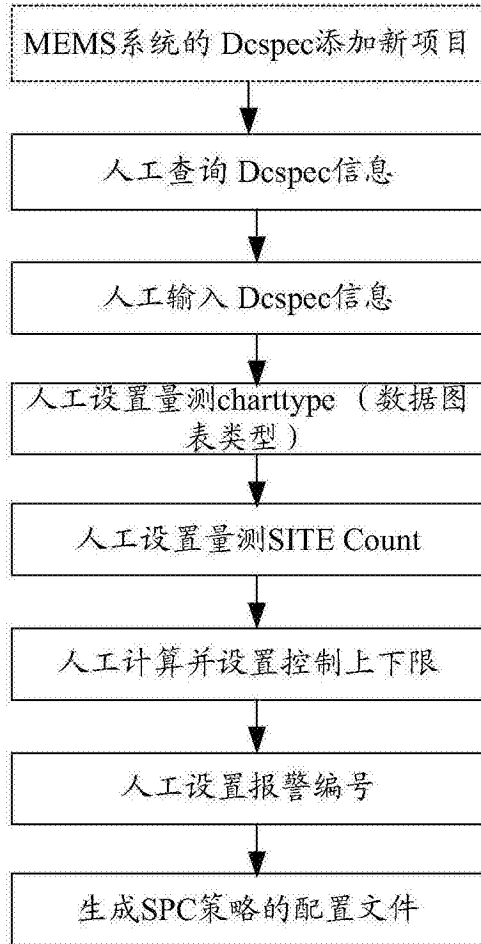 MEMS系统的 Dcspec添加新项目
人工查询 Dcspec信息
人工输入 Dcspec信息
人工设置量测charttype（数据图
表类型）
人工设置量测SITE Count
人工计算并设置控制上下限
人工设置报警编号
生成SPC策略的配置文件